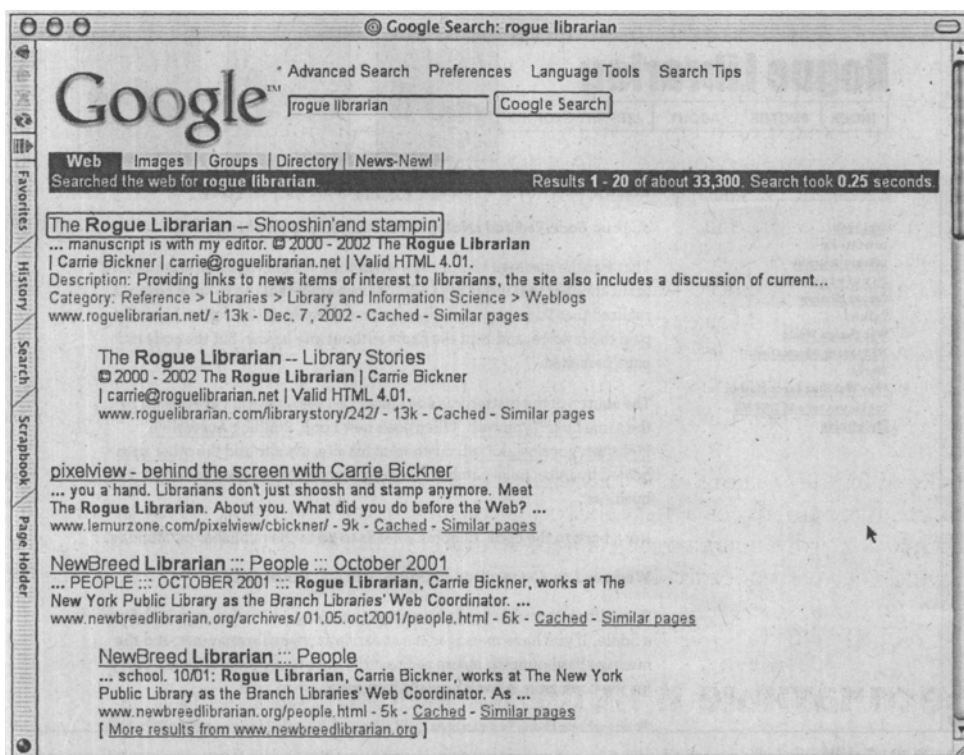 Google Search: rogue librarian
Google™
Advanced Search Preferences Language Tools Search Tips
rogue librarian Google Search
Web Images Groups Directory News-New!
Searched the web for rogue librarian. Results 1 - 20 of about 33,300. Search took 0.25 seconds.
Favorites
History
Search
Scrapbook
Page Holder
The Rogue Librarian -- Shooshin'and stampin'
... manuscript is with my editor. © 2000 - 2002 The Rogue Librarian
| Carrie Bickner | carrie@roguelibrarian.net | Valid HTML 4.01.
Description: Providing links to news items of interest to librarians, the site also includes a discussion of current...
Category: Reference > Libraries > Library and Information Science > Weblogs
www.roguelibrarian.net/ - 13k - Dec. 7, 2002 - Cached - Similar pages
The Rogue Librarian -- Library Stories
© 2000 - 2002 The Rogue Librarian | Carrie Bickner
| carrie@roguelibrarian.net | Valid HTML 4.01.
www.roguelibrarian.com/librarystory/242/ - 13k - Cached - Similar pages
pixelview - behind the screen with Carrie Bickner
... you a hand. Librarians don't just shoosh and stamp anymore. Meet
The Rogue Librarian. About you. What did you do before the Web? ...
www.lemurzone.com/pixelview/cbickner/ - 9k - Cached - Similar pages
NewBreed Librarian ::: People ::: October 2001
... PEOPLE ::: OCTOBER 2001 ::: Rogue Librarian, Carrie Bickner, works at The
New York Public Library as the Branch Libraries' Web Coordinator. ...
www.newbreedlibrarian.org/archives/ 01.05.oct2001/people.html - 6k - Cached - Similar pages
NewBreed Librarian ::: People
... school. 10/01: Rogue Librarian, Carrie Bickner, works at The New York
Public Library as the Branch Libraries' Web Coordinator. As ...
www.newbreedlibrarian.org/people.html - 5k - Cached - Similar pages
[ More results from www.newbreedlibrarian.org ]